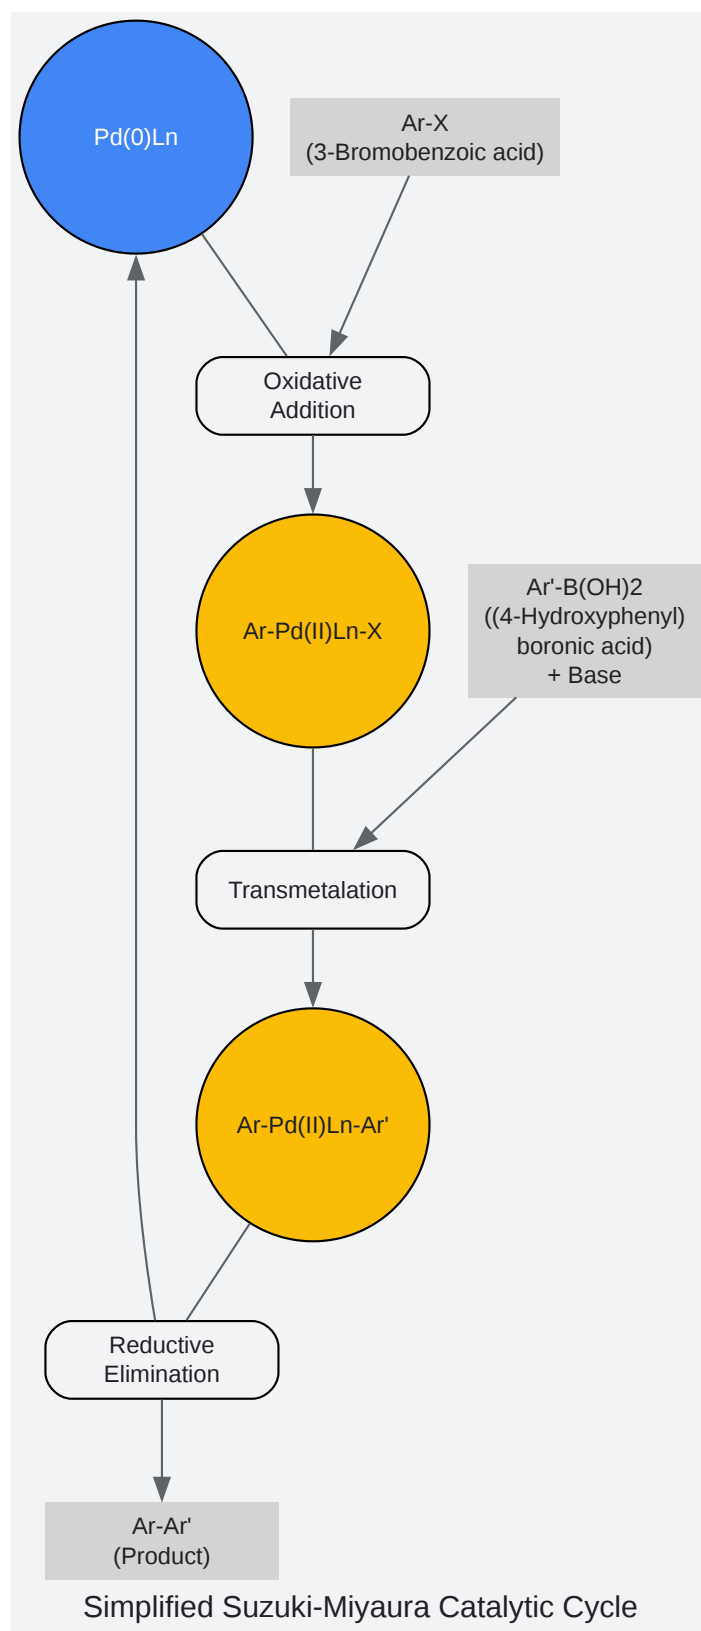 Pd(0)Ln
Ar-X
(3-Bromobenzoic acid)
Oxidative
Addition
Ar-Pd(II)Ln-X
Ar'-B(OH)2
((4-Hydroxyphenyl)
boronic acid)
+ Base
Transmetalation
Ar-Pd(II)Ln-Ar'
Reductive
Elimination
Ar-Ar'
(Product)
Simplified Suzuki-Miyaura Catalytic Cycle